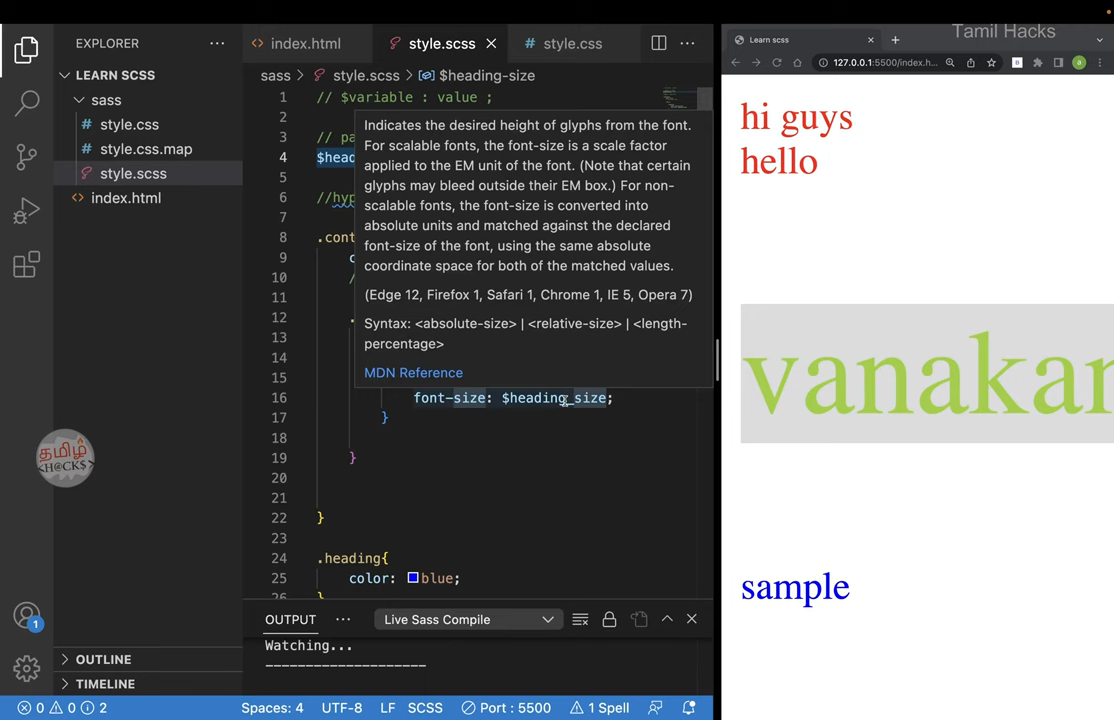 Tamil Hacks
EXPLORER
LEARN SCSS
sass
style.css
style.css.map
style.scss
index.html
OUTLINE
TIMELINE
1
தமிழ்
<H@CK$>
index.html
style.scss
style.css
sass > style.scss > $heading-size
1 // $variable : value ;
2
3 // pa
4 $head
5
6 //hyp
7
8 .cont
9 c
10 /
11
12 .
13
14
15
16 font-size: $heading_size;
17 }
18
19 }
20
21
22 }
23
24 .heading{
25 color: blue;
26 }
Indicates the desired height of glyphs from the font.
For scalable fonts, the font-size is a scale factor
applied to the EM unit of the font. (Note that certain
glyphs may bleed outside their EM box.) For non-
scalable fonts, the font-size is converted into
absolute units and matched against the declared
font-size of the font, using the same absolute
coordinate space for both of the matched values.
(Edge 12, Firefox 1, Safari 1, Chrome 1, IE 5, Opera 7)
Syntax: <absolute-size> | <relative-size> | <length-
percentage>
MDN Reference
OUTPUT
Live Sass Compile
Watching...
--------------------
0 0 2
Spaces: 4
UTF-8
LF
SCSS
Port : 5500
1 Spell
Learn scss
127.0.0.1:5500/index.h...
B
a
hi guys
hello
vanakar
sample